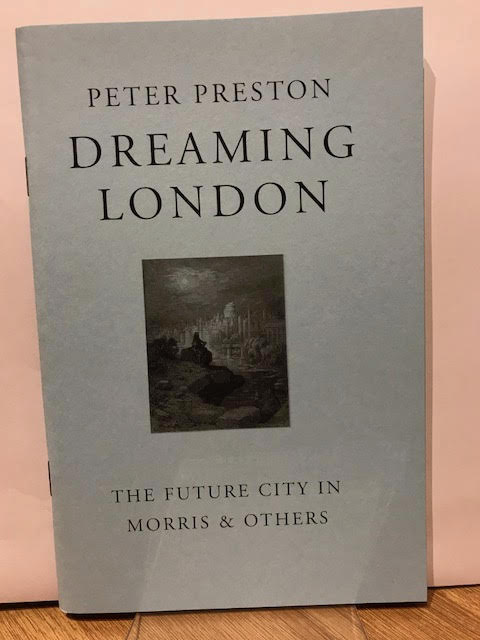 PETER PRESTON
DREAMING
LONDON
THE FUTURE CITY IN
MORRIS & OTHERS